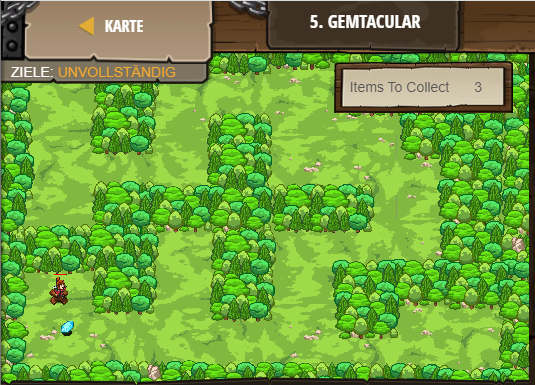 KARTE
5. GEMTACULAR
ZIELE: UNVOLLSTÄNDIG
Items To Collect 3